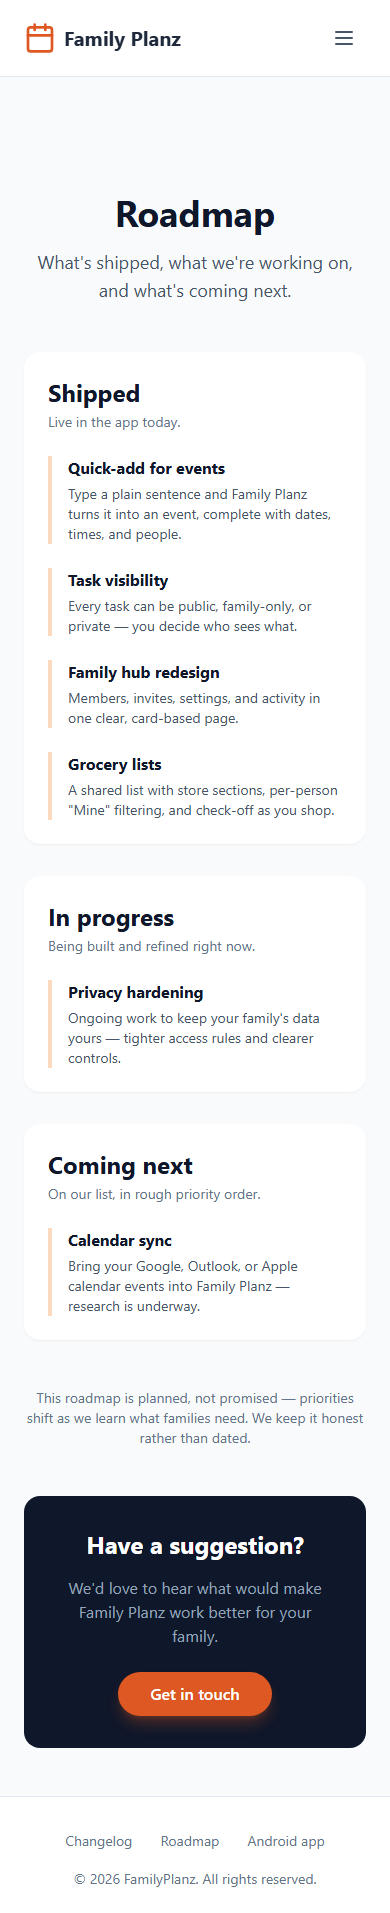 Family Planz
Roadmap
What's shipped, what we're working on,
and what's coming next.
Shipped
Live in the app today.
Quick-add for events
Type a plain sentence and Family Planz
turns it into an event, complete with dates,
times, and people.
Task visibility
Every task can be public, family-only, or
private — you decide who sees what.
Family hub redesign
Members, invites, settings, and activity in
one clear, card-based page.
Grocery lists
A shared list with store sections, per-person
"Mine" filtering, and check-off as you shop.
In progress
Being built and refined right now.
Privacy hardening
Ongoing work to keep your family's data
yours — tighter access rules and clearer
controls.
Coming next
On our list, in rough priority order.
Calendar sync
Bring your Google, Outlook, or Apple
calendar events into Family Planz —
research is underway.
This roadmap is planned, not promised — priorities
shift as we learn what families need. We keep it honest
rather than dated.
Have a suggestion?
We'd love to hear what would make
Family Planz work better for your
family.
Get in touch
Changelog Roadmap Android app
© 2026 FamilyPlanz. All rights reserved.